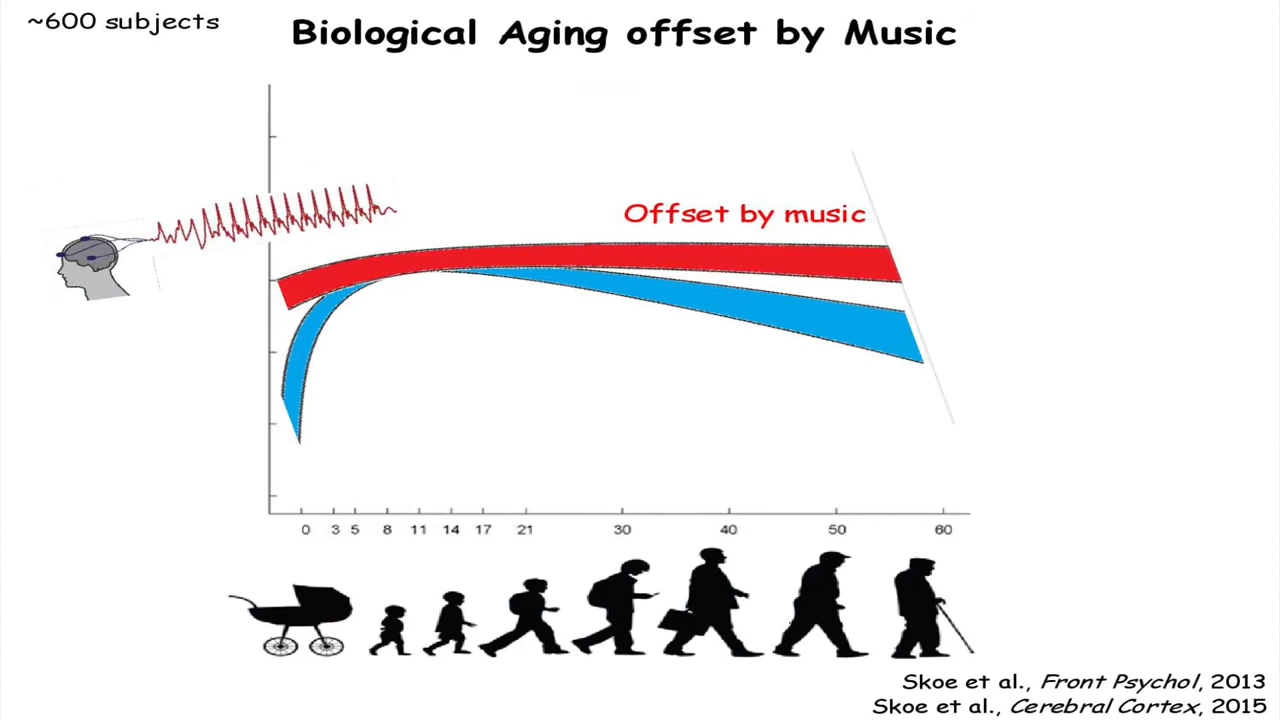 ~600 subjects
Biological Aging offset by Music
Offset by music
0 3 5 8 11 14 17 21 30 40 50 60
Skoe et al., Front Psychol, 2013
Skoe et al., Cerebral Cortex, 2015